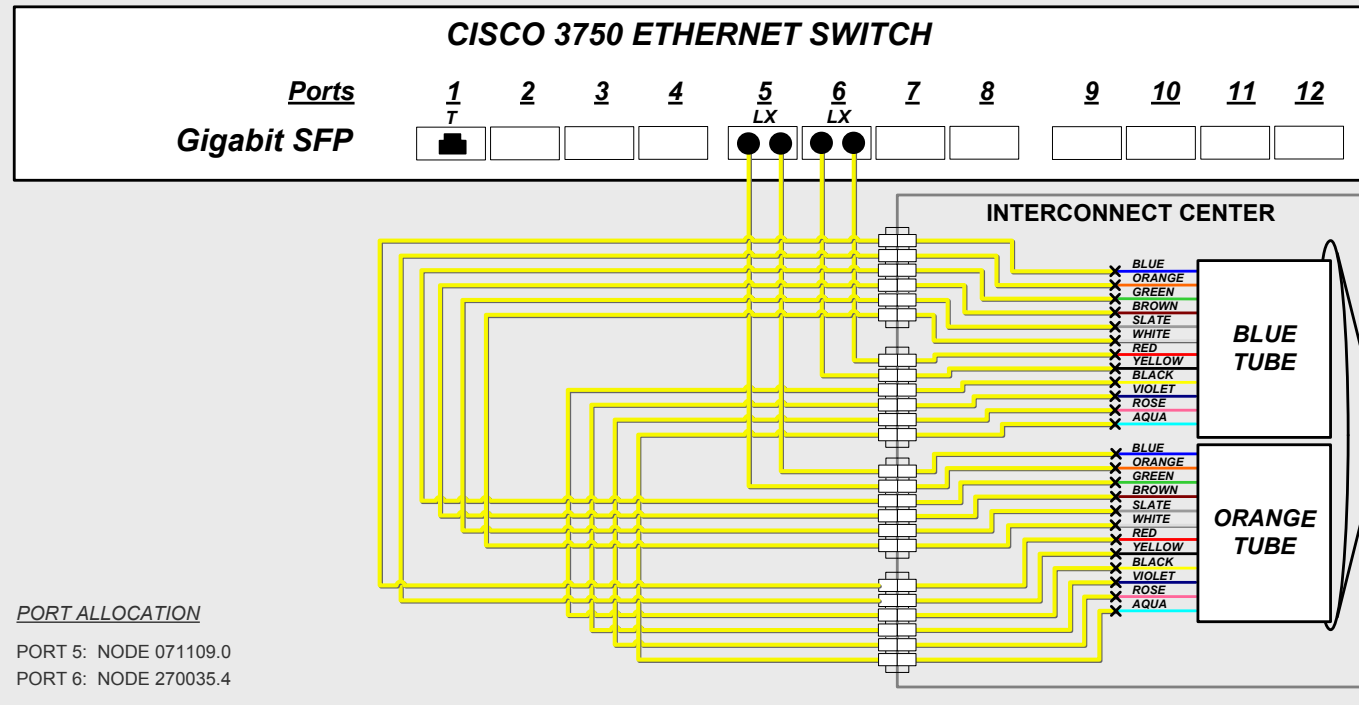 CISCO 3750 ETHERNET SWITCH
Ports 1 2 3 4 5 6 7 8 9 10 11 12
T LX LX
Gigabit SFP
INTERCONNECT CENTER
BLUE
ORANGE
GREEN
BROWN
SLATE
WHITE
RED
YELLOW
BLACK
VIOLET
ROSE
AQUA
BLUE
TUBE
BLUE
ORANGE
GREEN
BROWN
SLATE
WHITE
RED
YELLOW
BLACK
VIOLET
ROSE
AQUA
ORANGE
TUBE
PORT ALLOCATION
PORT 5: NODE 071109.0
PORT 6: NODE 270035.4